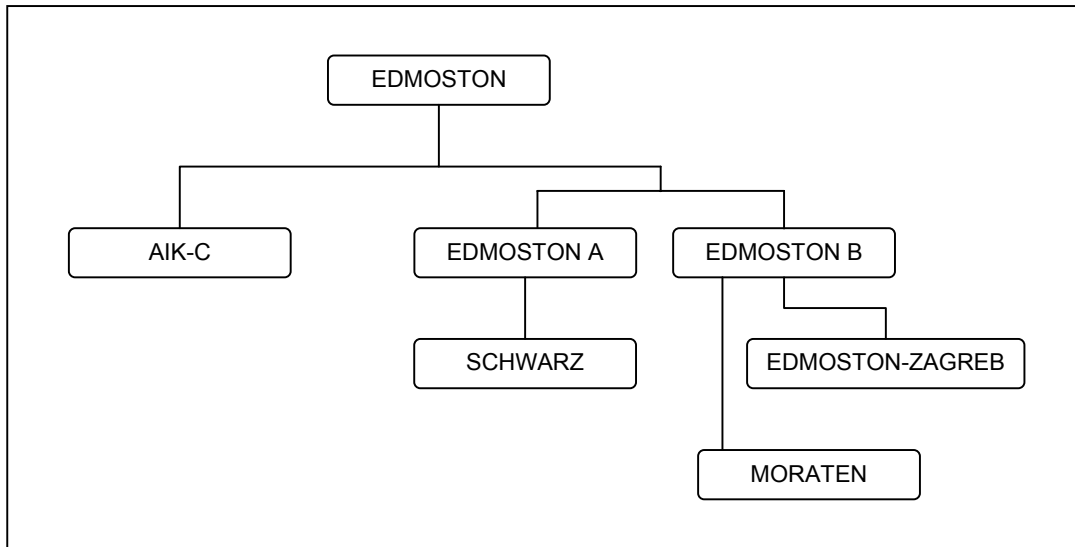 EDMOSTON
AIK-C
EDMOSTON A
EDMOSTON B
SCHWARZ
EDMOSTON-ZAGREB
MORATEN